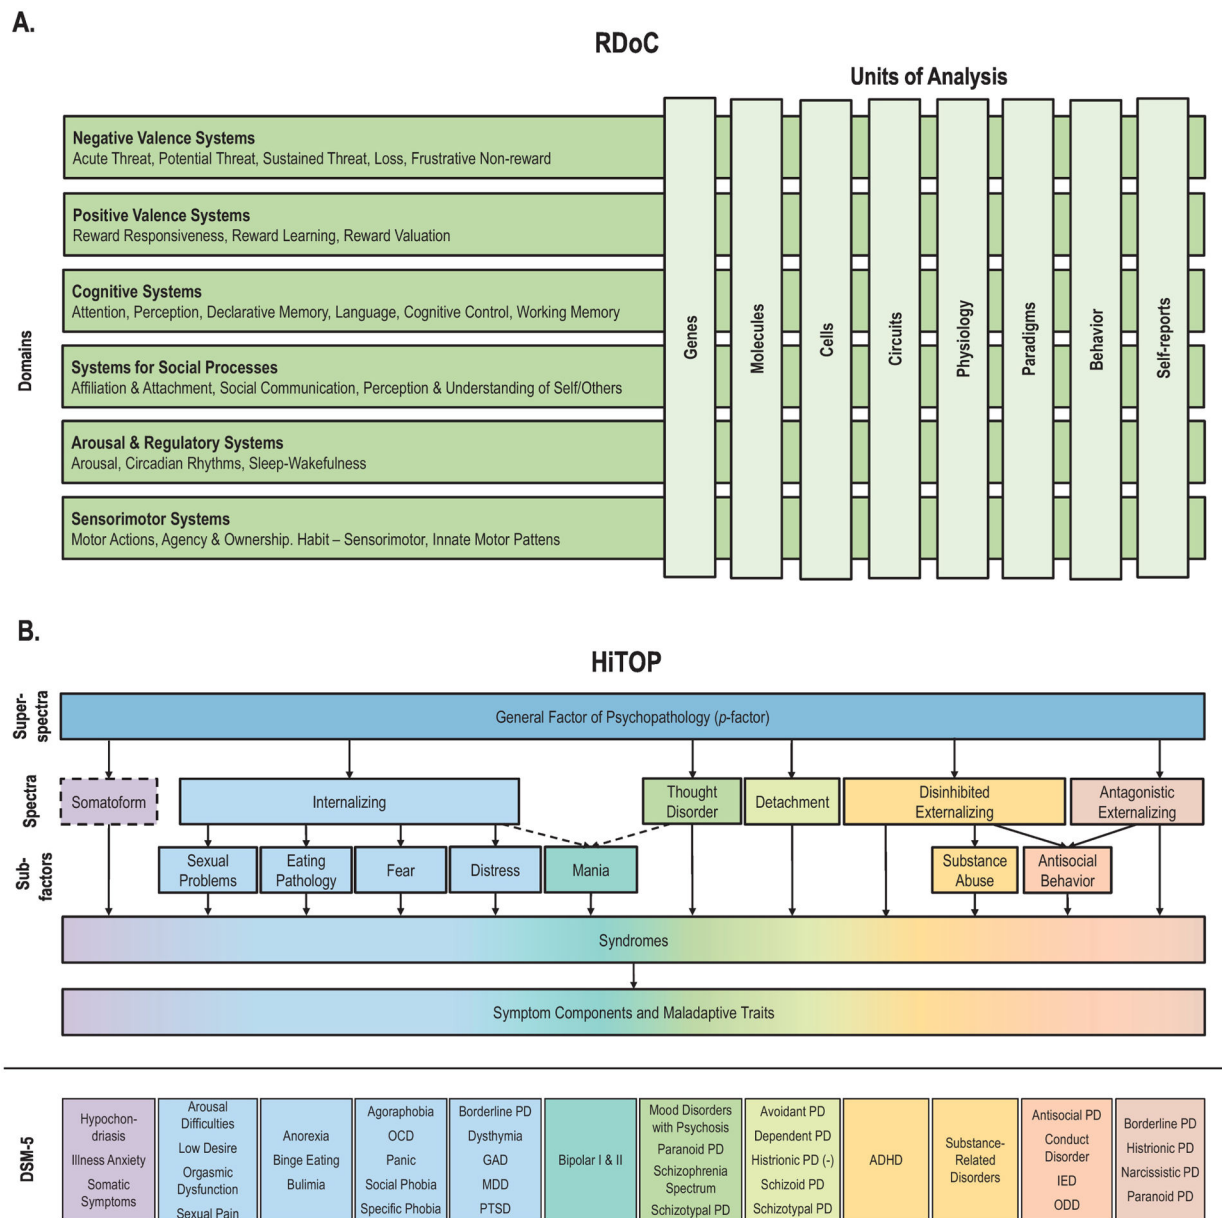 A.
RDoC
Units of Analysis
Domains
Negative Valence Systems
Acute Threat, Potential Threat, Sustained Threat, Loss, Frustrative Non-reward
Positive Valence Systems
Reward Responsiveness, Reward Learning, Reward Valuation
Cognitive Systems
Attention, Perception, Declarative Memory, Language, Cognitive Control, Working Memory
Systems for Social Processes
Affiliation & Attachment, Social Communication, Perception & Understanding of Self/Others
Arousal & Regulatory Systems
Arousal, Circadian Rhythms, Sleep-Wakefulness
Sensorimotor Systems
Motor Actions, Agency & Ownership. Habit – Sensorimotor, Innate Motor Pattens
Genes
Molecules
Cells
Circuits
Physiology
Paradigms
Behavior
Self-reports
B.
HiTOP
Super-
spectra
General Factor of Psychopathology (p-factor)
Spectra
Somatoform
Internalizing
Thought
Disorder
Detachment
Disinhibited
Externalizing
Antagonistic
Externalizing
Sub-
factors
Sexual
Problems
Eating
Pathology
Fear
Distress
Mania
Substance
Abuse
Antisocial
Behavior
Syndromes
Symptom Components and Maladaptive Traits
DSM-5
Hypochon-
driasis
Illness Anxiety
Somatic
Symptoms
Arousal
Difficulties
Low Desire
Orgasmic
Dysfunction
Sexual Pain
Anorexia
Binge Eating
Bulimia
Agoraphobia
OCD
Panic
Social Phobia
Specific Phobia
Borderline PD
Dysthymia
GAD
MDD
PTSD
Bipolar I & II
Mood Disorders
with Psychosis
Paranoid PD
Schizophrenia
Spectrum
Schizotypal PD
Avoidant PD
Dependent PD
Histrionic PD (-)
Schizoid PD
Schizotypal PD
ADHD
Substance-
Related
Disorders
Antisocial PD
Conduct
Disorder
IED
ODD
Borderline PD
Histrionic PD
Narcissistic PD
Paranoid PD